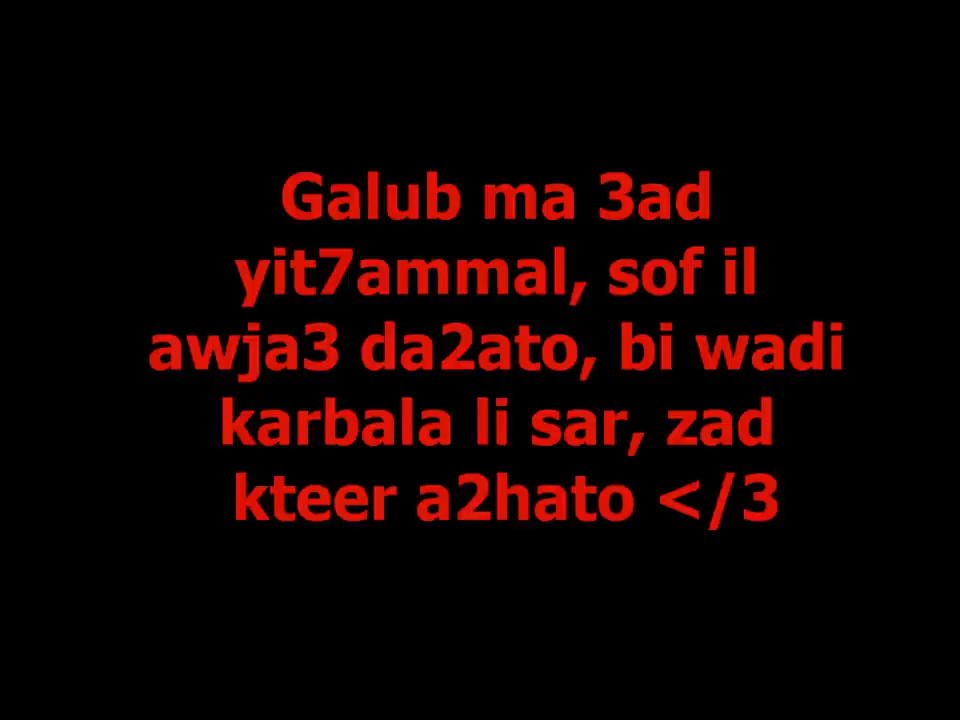 Galub ma 3ad
yit7ammal, sof il
awja3 da2ato, bi wadi
karbala li sar, zad
kteer a2hato </3